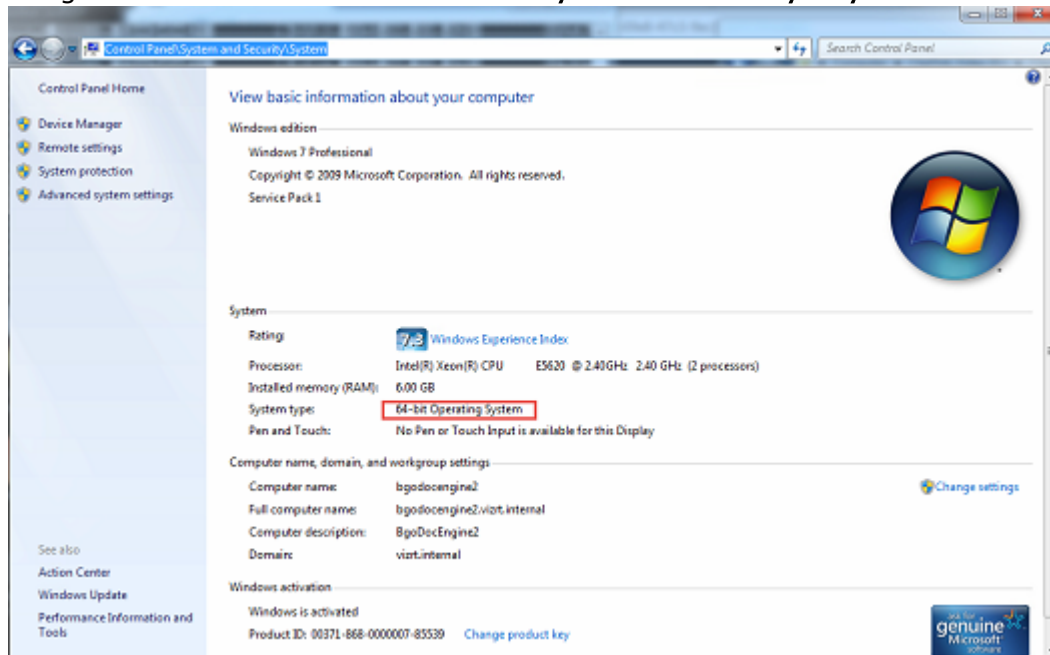 Control Panel\System and Security\System
Search Control Panel
Control Panel Home
Device Manager
Remote settings
System protection
Advanced system settings
View basic information about your computer
Windows edition
Windows 7 Professional
Copyright © 2009 Microsoft Corporation. All rights reserved.
Service Pack 1
System
Rating:
7.3 Windows Experience Index
Processor: Intel(R) Xeon(R) CPU E5620 @ 2.40GHz 2.40 GHz (2 processors)
Installed memory (RAM): 6.00 GB
System type: 64-bit Operating System
Pen and Touch: No Pen or Touch Input is available for this Display
Computer name, domain, and workgroup settings
Computer name: bgodocengine2
Change settings
Full computer name: bgodocengine2.vizrt.internal
Computer description: BgoDocEngine2
Domain: vizrt.internal
See also
Action Center
Windows Update
Performance Information and
Tools
Windows activation
Windows is activated
Product ID: 00371-868-0000007-85539 Change product key
ask for
genuine
Microsoft
software